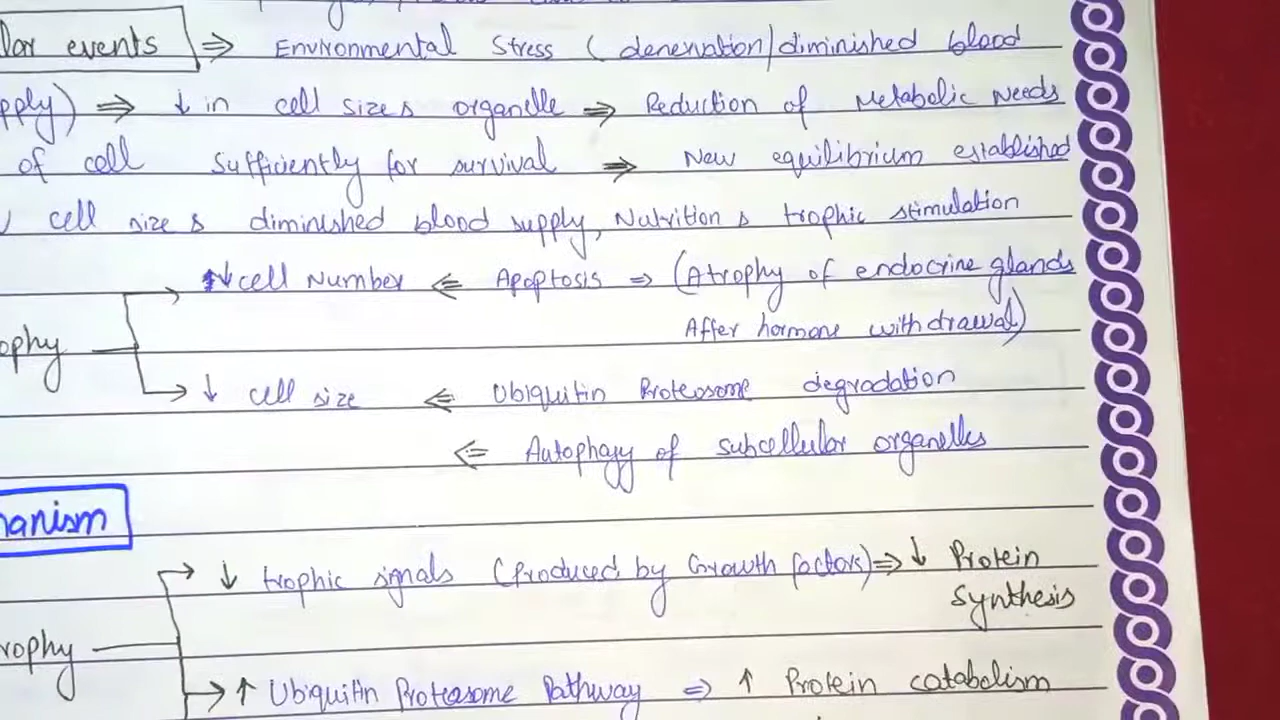 lar events ⇒ Environmental Stress (denervation/diminished blood
pply) ⇒ ↓ in cell size & organelle ⇒ Reduction of Metabolic Needs
of cell sufficiently for survival ⇒ New equilibrium established
cell size & diminished blood supply, Nutrition & trophic stimulation
↓ cell Number ⇐ Apoptosis ⇒ (Atrophy of endocrine glands
After hormone withdrawal)
ophy
↓ cell size ⇐ Ubiquitin Proteosome degradation
⇐ Autophagy of subcellular organelles
hanism
↓ trophic signals (Produced by Growth factors) ⇒ ↓ Protein
synthesis
rophy
↑ Ubiquitin Proteasome Pathway ⇒ ↑ Protein catabolism